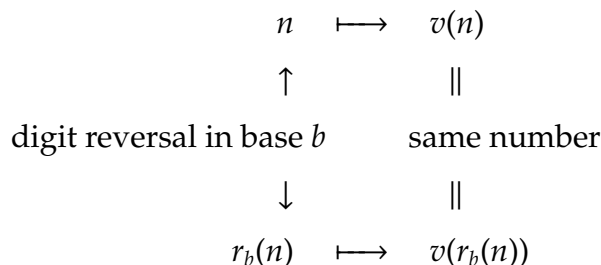 n ⟼ v(n)
↑ ||
digit reversal in base b same number
↓ ||
r_b(n) ⟼ v(r_b(n))